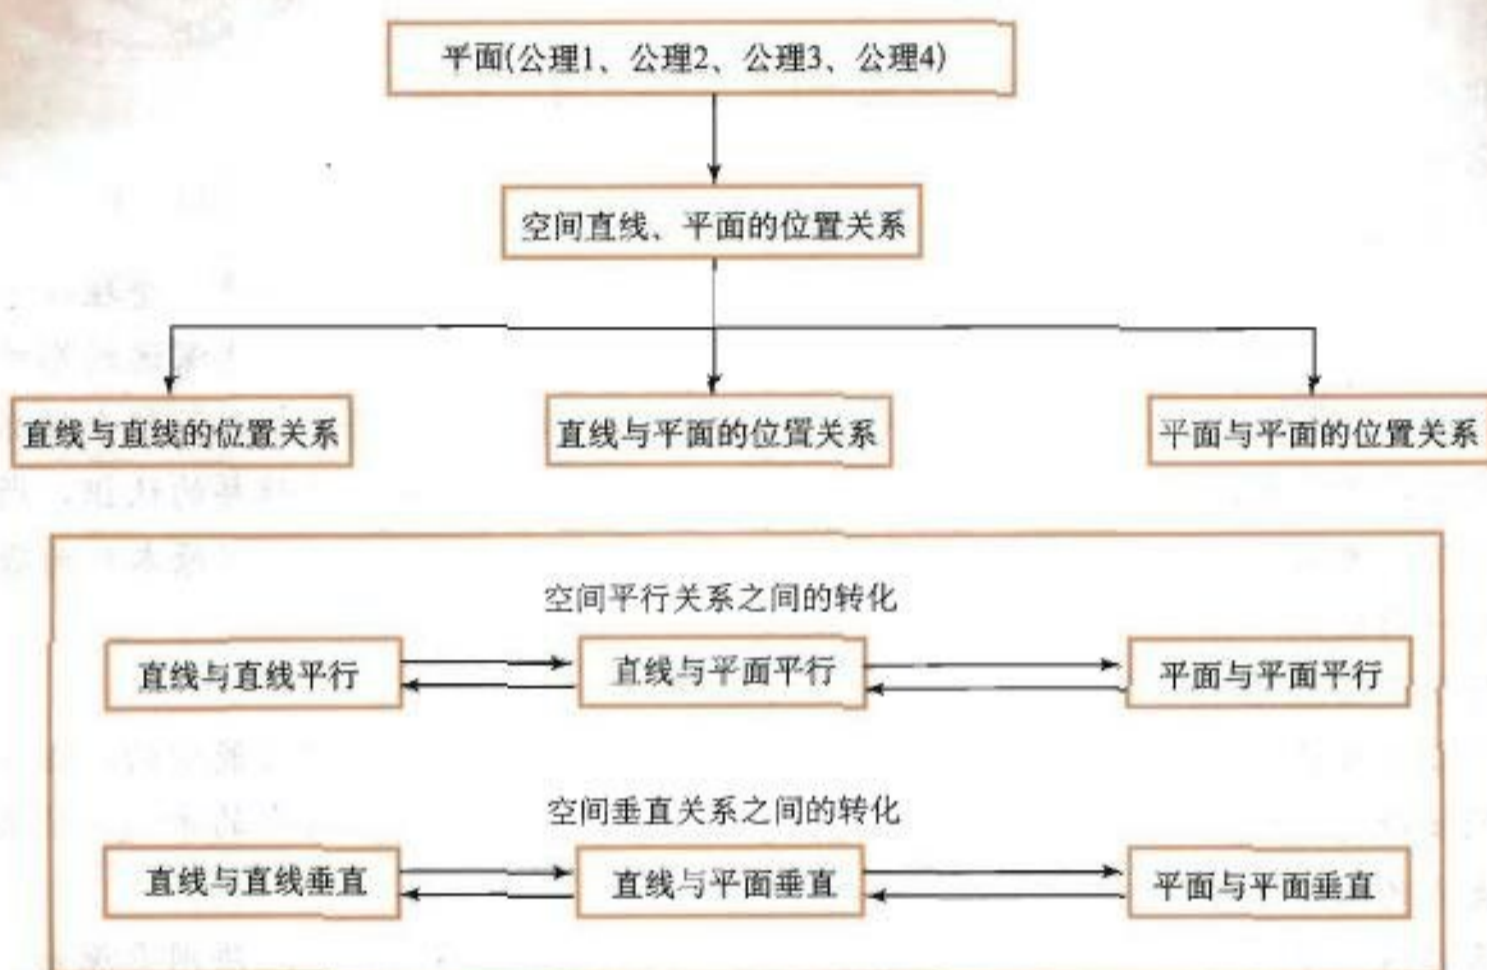 平面(公理1、公理2、公理3、公理4)
空间直线、平面的位置关系
直线与直线的位置关系
直线与平面的位置关系
平面与平面的位置关系
空间平行关系之间的转化
直线与直线平行
直线与平面平行
平面与平面平行
空间垂直关系之间的转化
直线与直线垂直
直线与平面垂直
平面与平面垂直